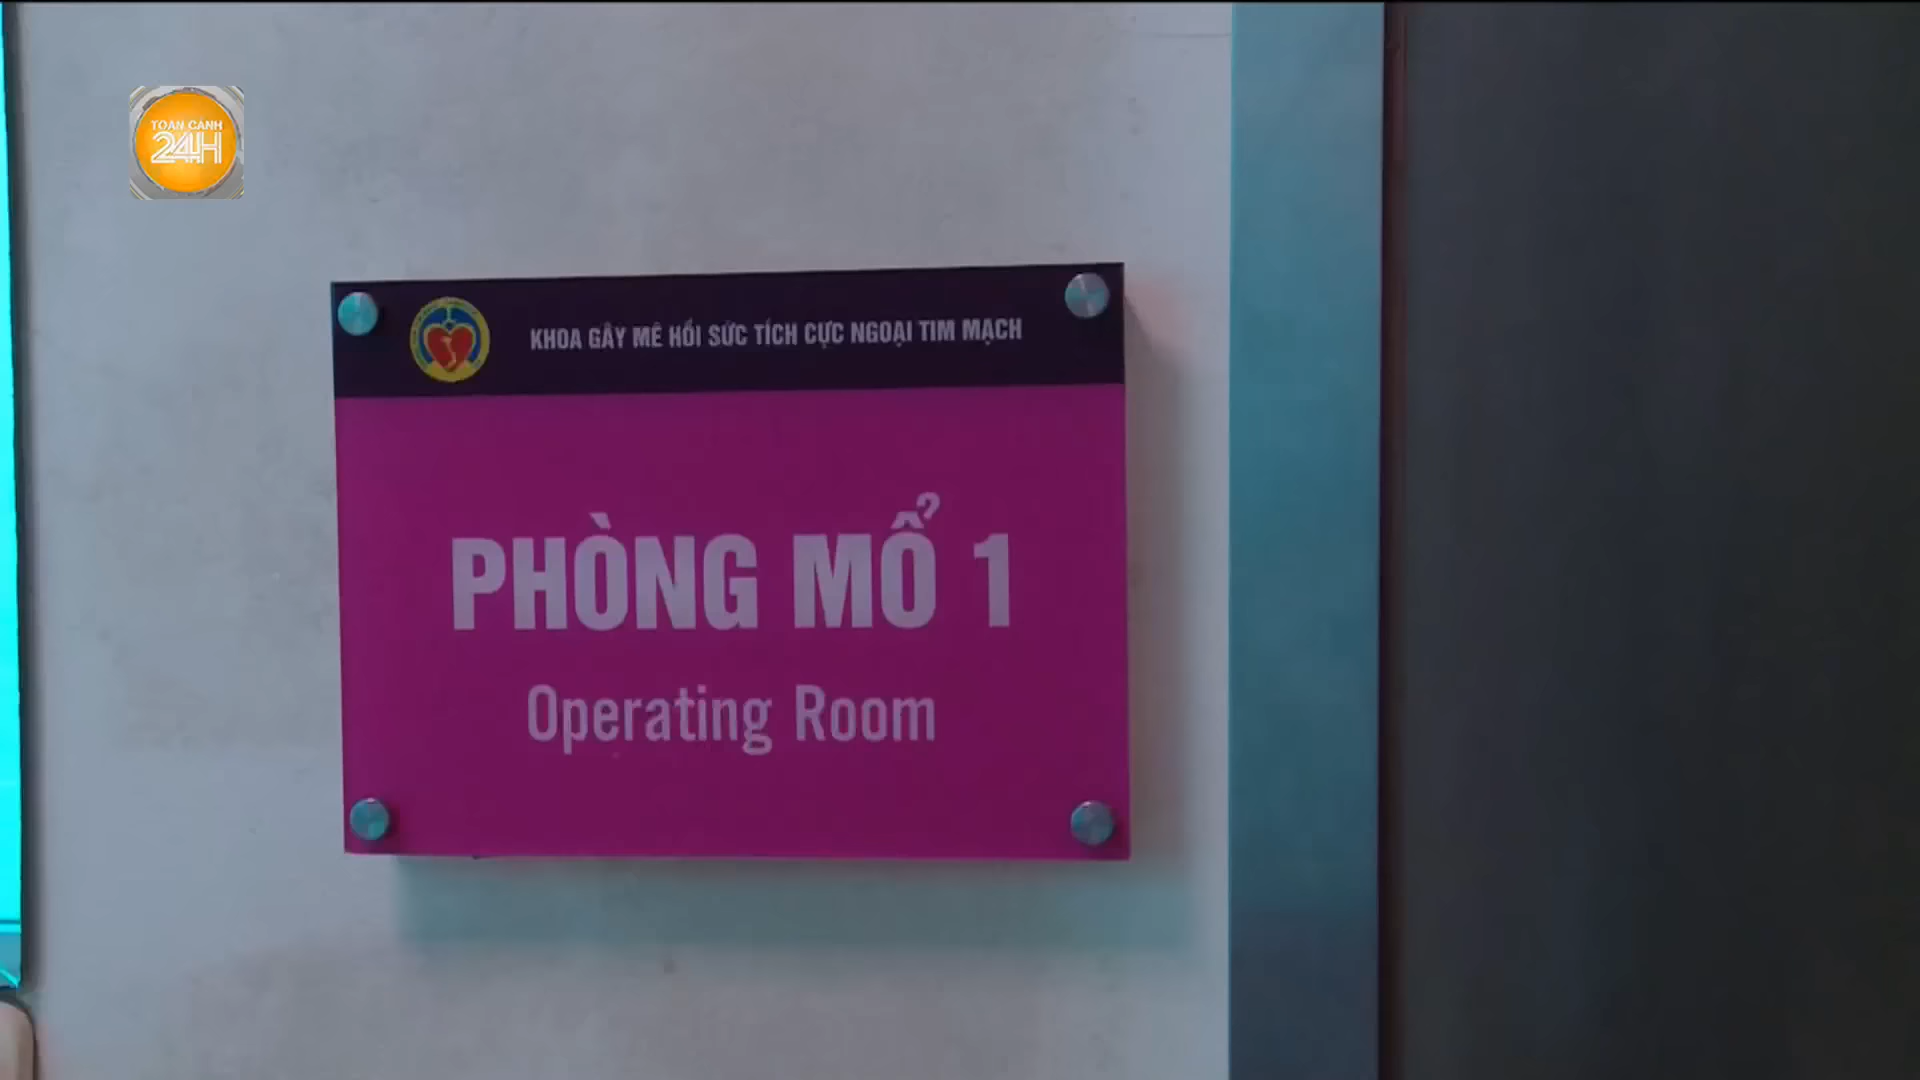 TOÀN CẢNH
24H
KHOA GÂY MÊ HỒI SỨC TÍCH CỰC NGOẠI TIM MẠCH
PHÒNG MỔ 1
Operating Room